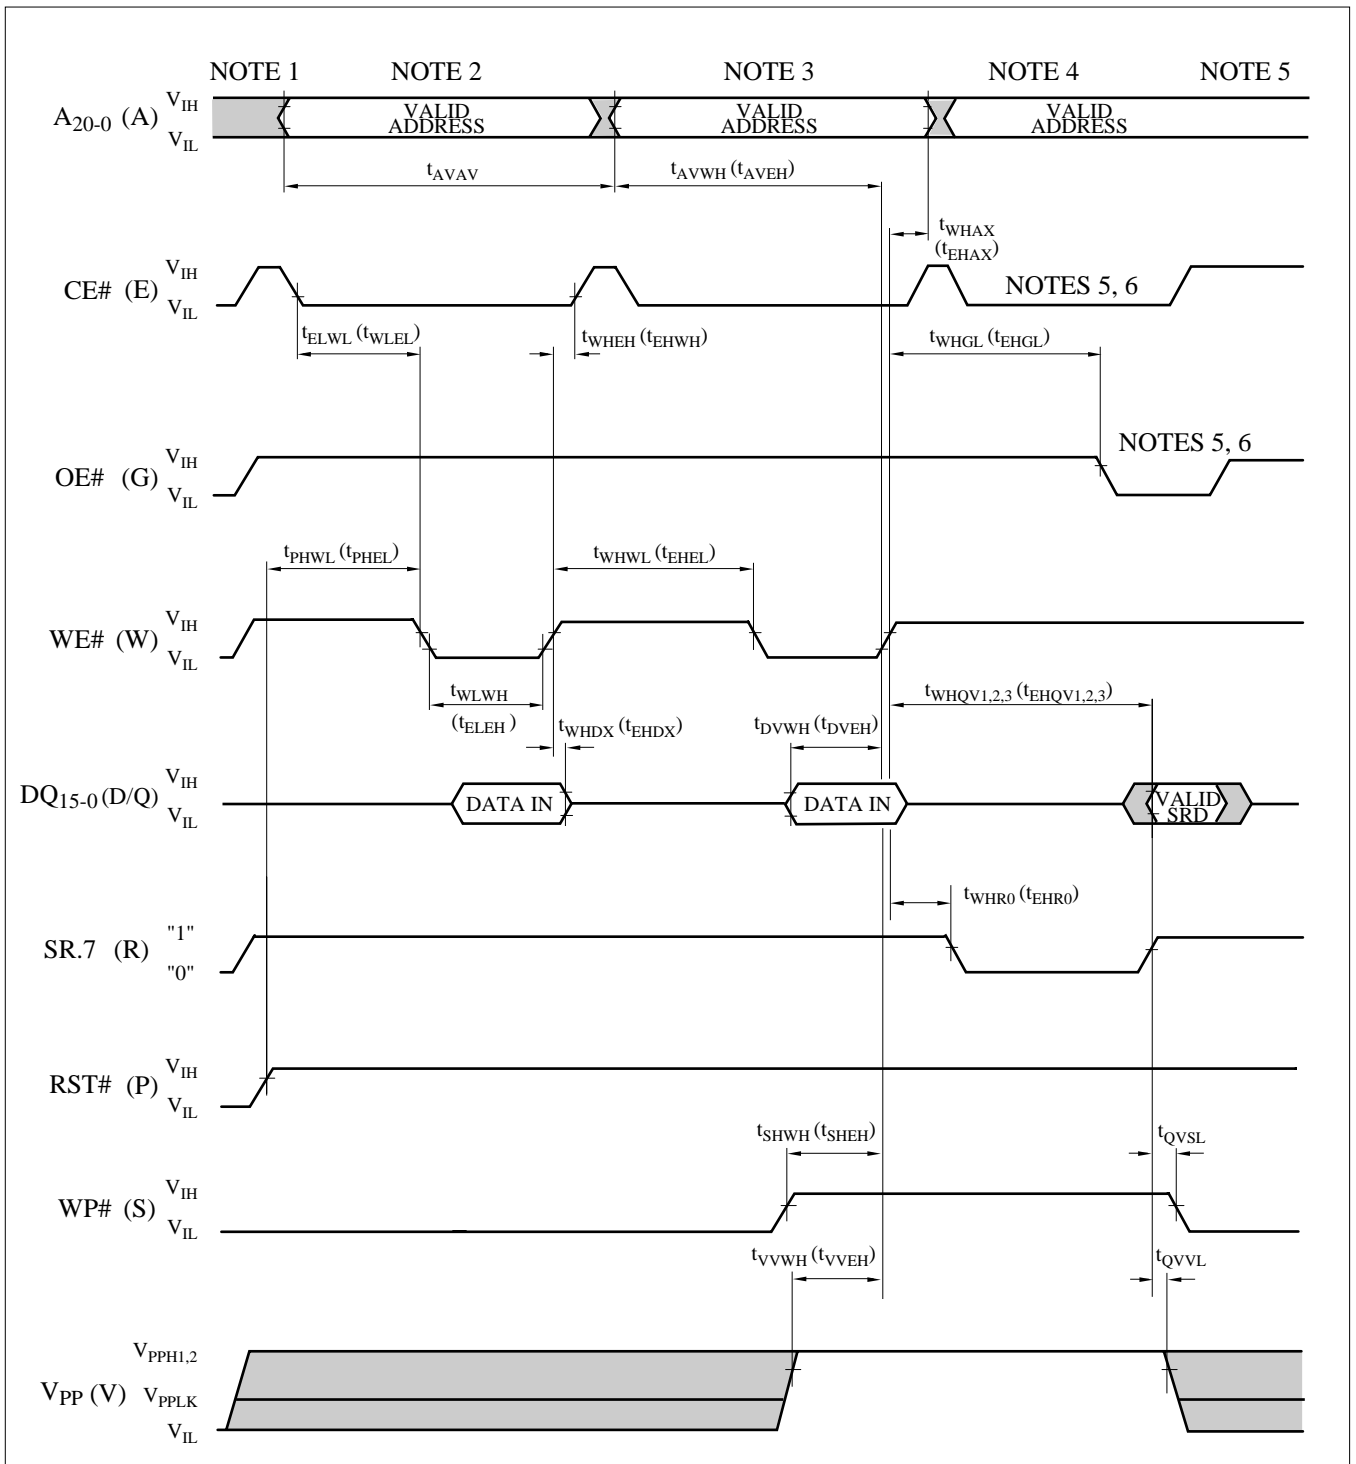 NOTE 1 NOTE 2 NOTE 3 NOTE 4 NOTE 5
A20-0 (A) VIH VIL VALID ADDRESS VALID ADDRESS VALID ADDRESS
tAVAV tAVWH (tAVEH)
tWHAX (tEHAX)
CE# (E) VIH VIL NOTES 5, 6
tELWL (tWLEL) tWHEH (tEHWH) tWHGL (tEHGL)
OE# (G) VIH VIL NOTES 5, 6
tPHWL (tPHEL) tWHWL (tEHEL)
WE# (W) VIH VIL
tWLWH (tELEH) tWHDX (tEHDX) tDVWH (tDVEH) tWHQV1,2,3 (tEHQV1,2,3)
DQ15-0 (D/Q) VIH VIL DATA IN DATA IN VALID SRD
tWHR0 (tEHR0)
SR.7 (R) "1" "0"
RST# (P) VIH VIL
tSHWH (tSHEH) tQVSL
WP# (S) VIH VIL
tVVWH (tVVEH) tQVVL
VPP (V) VPPH1,2 VPPLK VIL